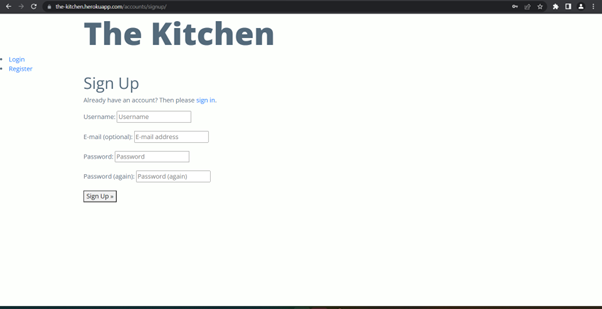 the-kitchen.herokuapp.com/accounts/signup/
The Kitchen
Login
Register
Sign Up
Already have an account? Then please sign in.
Username: Username
E-mail (optional): E-mail address
Password: Password
Password (again): Password (again)
Sign Up »